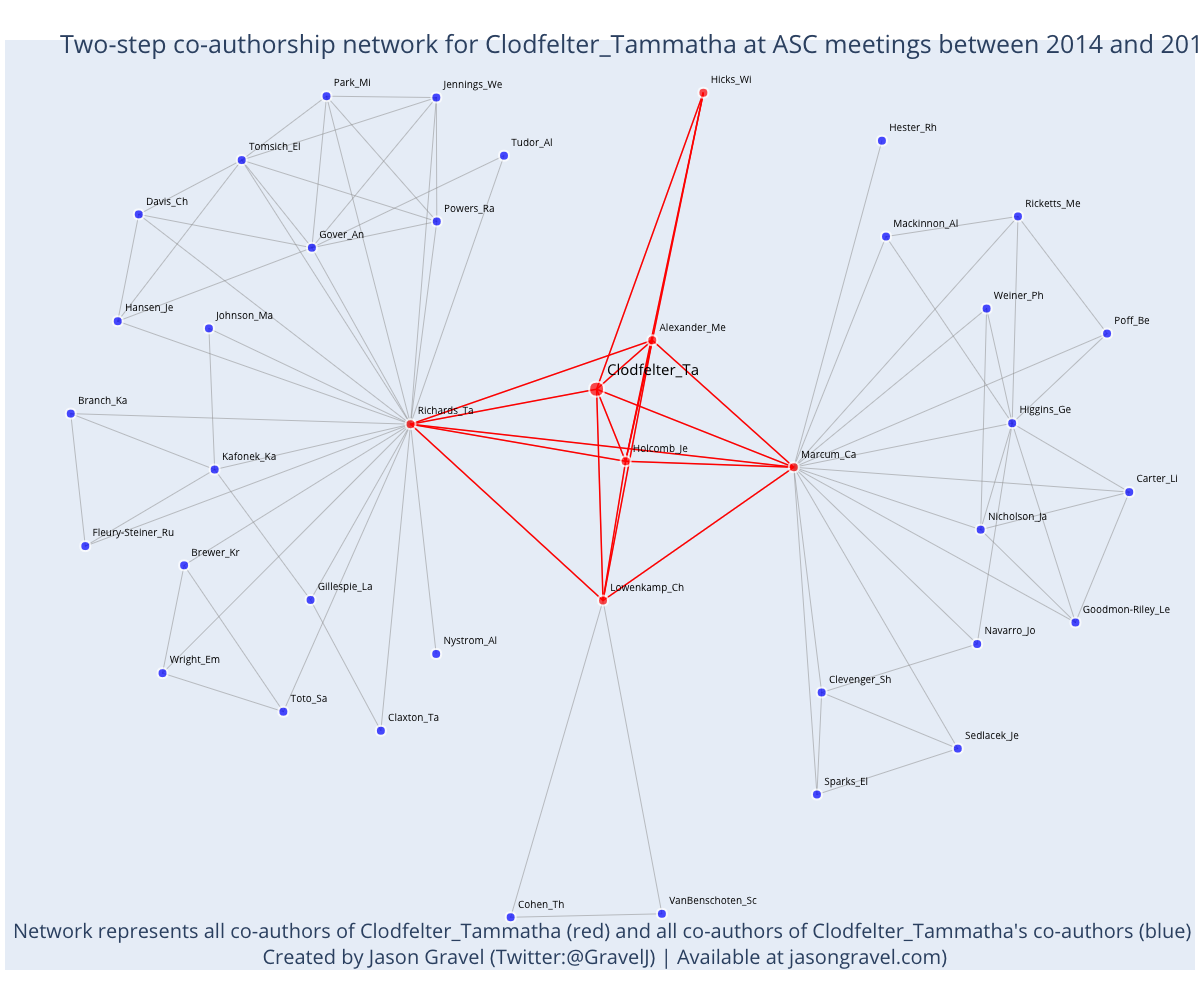 Two-step co-authorship network for Clodfelter_Tammatha at ASC meetings between 2014 and 201
Hicks_Wi
Park_Mi
Jennings_We
Hester_Rh
Tudor_Al
Tomsich_El
Davis_Ch
Powers_Ra
Ricketts_Me
Mackinnon_Al
Gover_An
Weiner_Ph
Hansen_Je
Johnson_Ma
Poff_Be
Alexander_Me
Clodfelter_Ta
Branch_Ka
Richards_Ta
Higgins_Ge
Holcomb_Je
Marcum_Ca
Kafonek_Ka
Carter_Li
Nicholson_Ja
Fleury-Steiner_Ru
Brewer_Kr
Gillespie_La
Lowenkamp_Ch
Goodmon-Riley_Le
Navarro_Jo
Nystrom_Al
Wright_Em
Clevenger_Sh
Toto_Sa
Claxton_Ta
Sedlacek_Je
Sparks_El
Cohen_Th
VanBenschoten_Sc
Network represents all co-authors of Clodfelter_Tammatha (red) and all co-authors of Clodfelter_Tammatha's co-authors (blue)
Created by Jason Gravel (Twitter:@GravelJ) | Available at jasongravel.com)